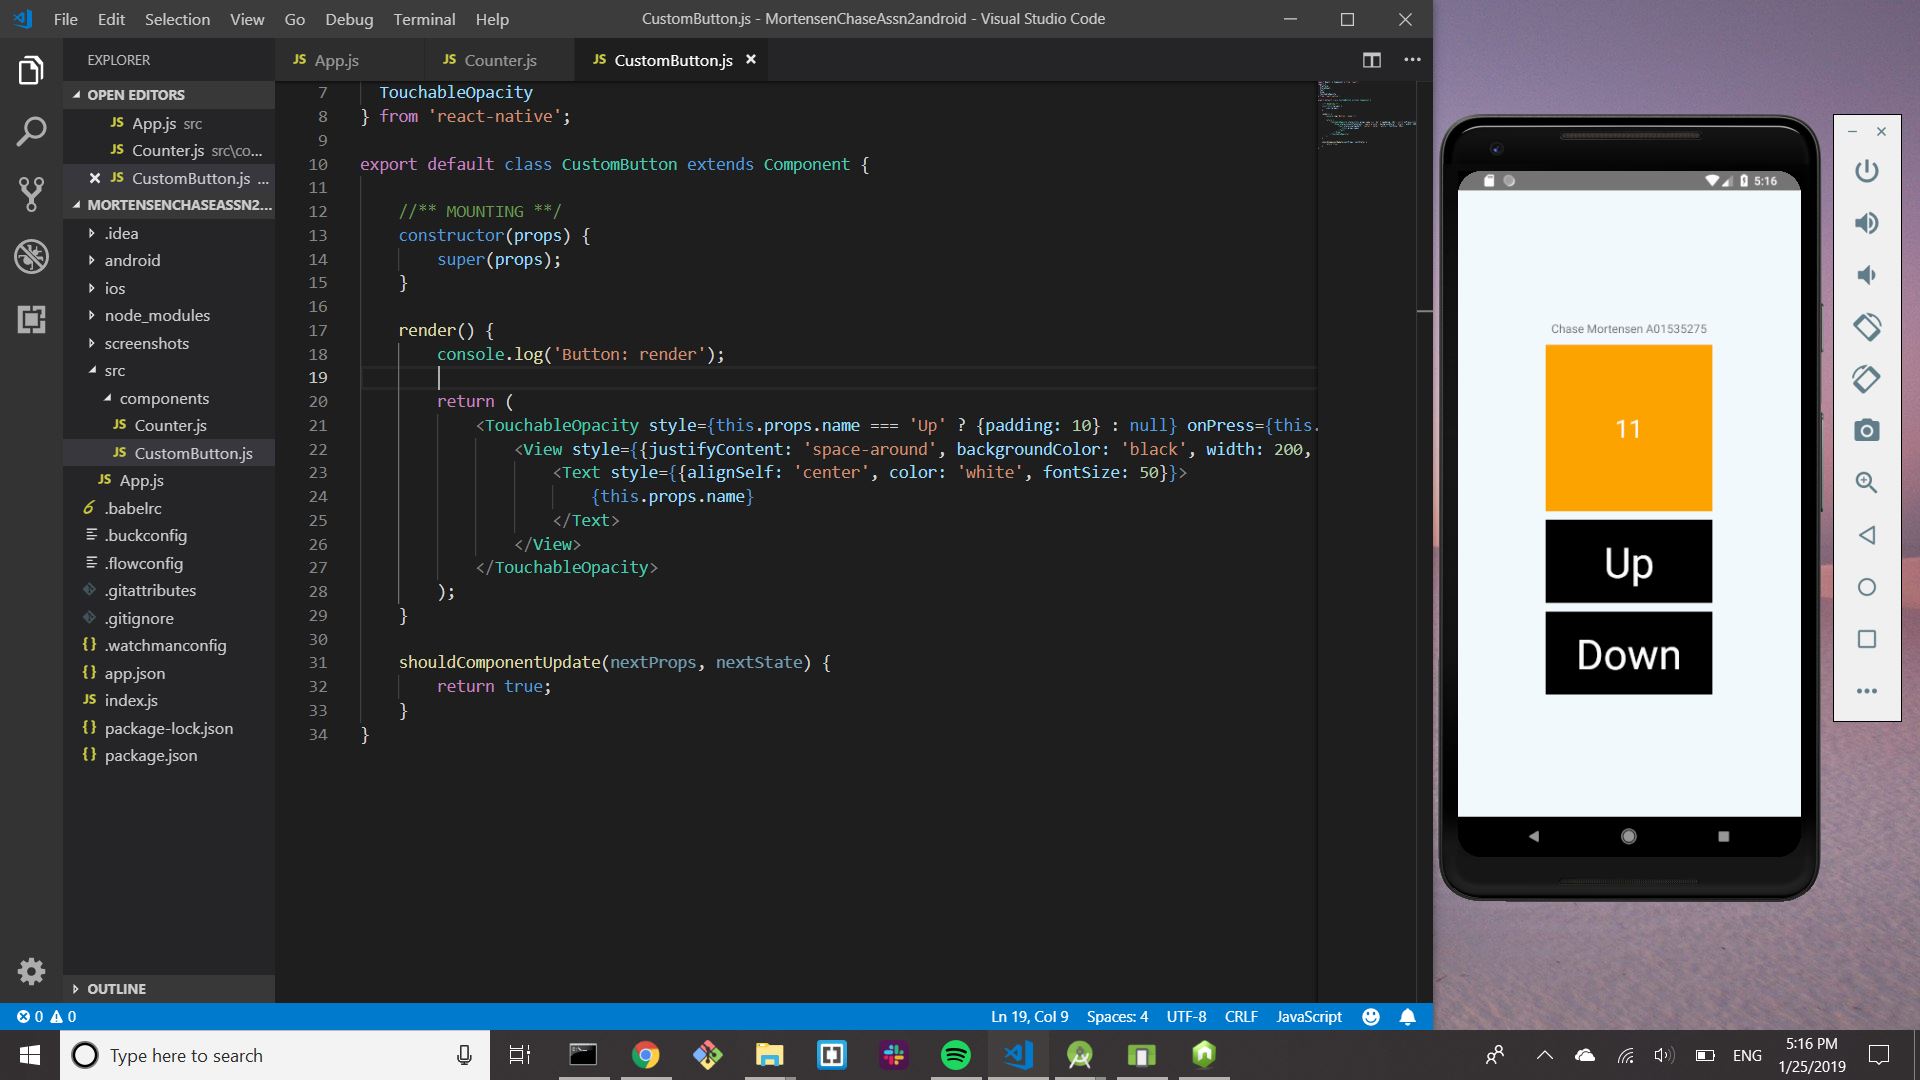 File Edit Selection View Go Debug Terminal Help
CustomButton.js - MortensenChaseAssn2android - Visual Studio Code
EXPLORER
OPEN EDITORS
JS App.js src
JS Counter.js src\co...
JS CustomButton.js ...
MORTENSENCHASEASSN2...
.idea
android
ios
node_modules
screenshots
src
components
JS Counter.js
JS CustomButton.js
JS App.js
.babelrc
.buckconfig
.flowconfig
.gitattributes
.gitignore
.watchmanconfig
{} app.json
JS index.js
{} package-lock.json
{} package.json
OUTLINE
JS App.js
JS Counter.js
JS CustomButton.js
7 TouchableOpacity
8 } from 'react-native';
9
10 export default class CustomButton extends Component {
11
12 //** MOUNTING **/
13 constructor(props) {
14 super(props);
15 }
16
17 render() {
18 console.log('Button: render');
19
20 return (
21 <TouchableOpacity style={this.props.name === 'Up' ? {padding: 10} : null} onPress={this.
22 <View style={{justifyContent: 'space-around', backgroundColor: 'black', width: 200,
23 <Text style={{alignSelf: 'center', color: 'white', fontSize: 50}}>
24 {this.props.name}
25 </Text>
26 </View>
27 </TouchableOpacity>
28 );
29 }
30
31 shouldComponentUpdate(nextProps, nextState) {
32 return true;
33 }
34 }
0 0
Ln 19, Col 9 Spaces: 4 UTF-8 CRLF JavaScript
5:16
Chase Mortensen A01535275
11
Up
Down
Type here to search
ENG
5:16 PM
1/25/2019